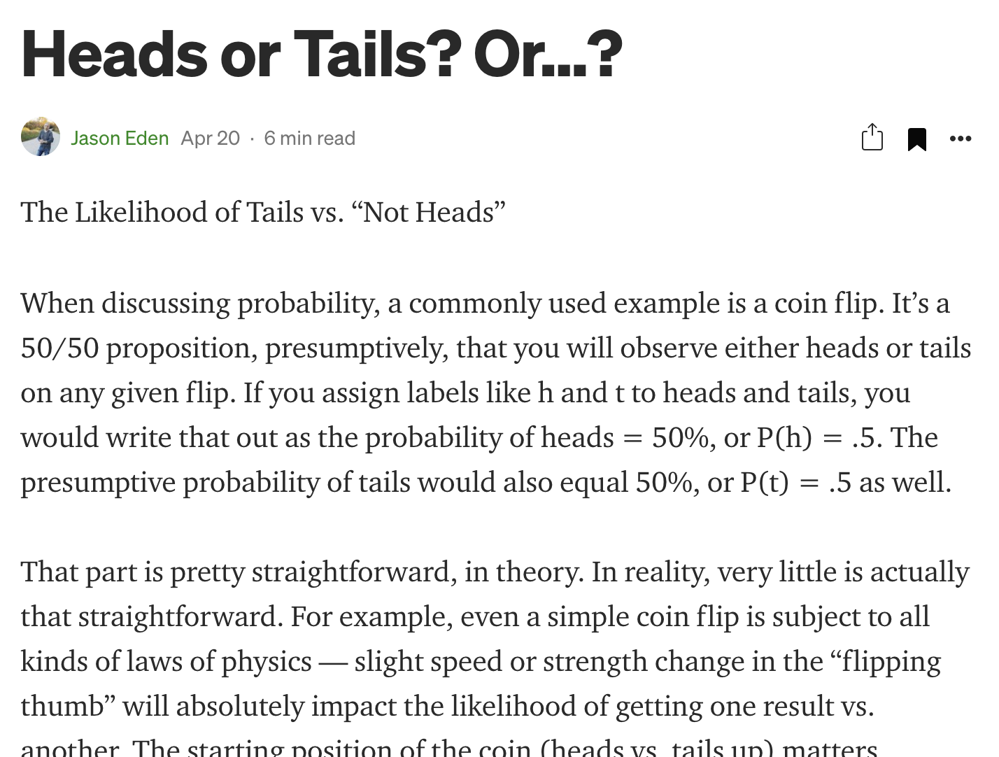 Heads or Tails? Or...?
Jason Eden Apr 20 · 6 min read
The Likelihood of Tails vs. “Not Heads”
When discussing probability, a commonly used example is a coin flip. It’s a
50/50 proposition, presumptively, that you will observe either heads or tails
on any given flip. If you assign labels like h and t to heads and tails, you
would write that out as the probability of heads = 50%, or P(h) = .5. The
presumptive probability of tails would also equal 50%, or P(t) = .5 as well.
That part is pretty straightforward, in theory. In reality, very little is actually
that straightforward. For example, even a simple coin flip is subject to all
kinds of laws of physics — slight speed or strength change in the “flipping
thumb” will absolutely impact the likelihood of getting one result vs.
another. The starting position of the coin (heads vs. tails up) matters